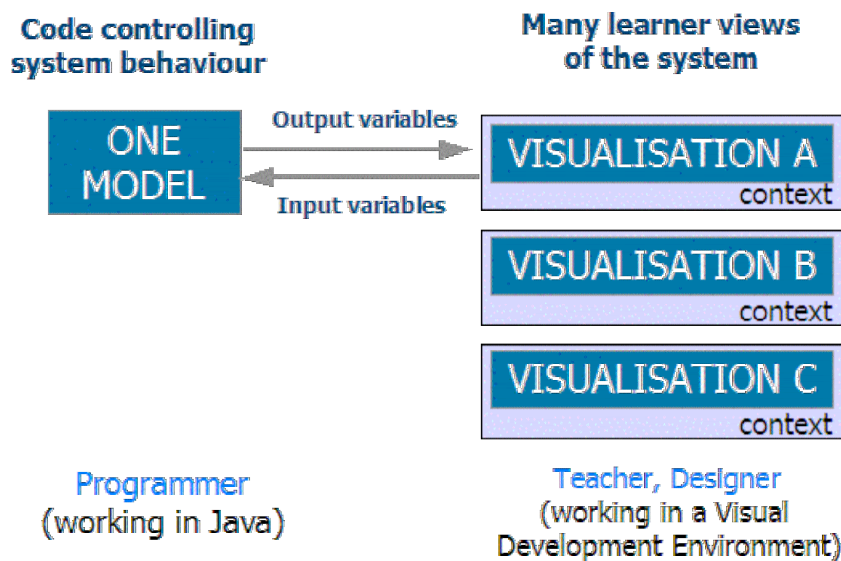 Code controlling
system behaviour
Many learner views
of the system
ONE
MODEL
Output variables
Input variables
VISUALISATION A
context
VISUALISATION B
context
VISUALISATION C
context
Programmer
(working in Java)
Teacher, Designer
(working in a Visual
Development Environment)